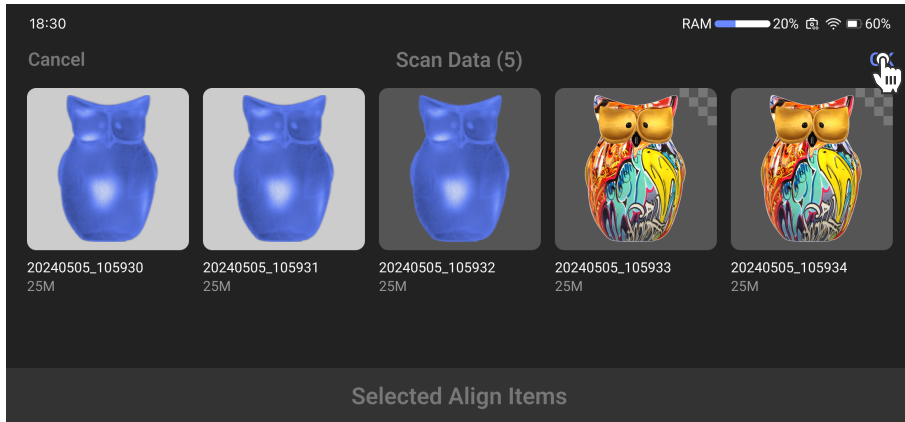 18:30
RAM 20% 60%
Cancel
Scan Data (5)
20240505_105930
25M
20240505_105931
25M
20240505_105932
25M
20240505_105933
25M
20240505_105934
25M
Selected Align Items